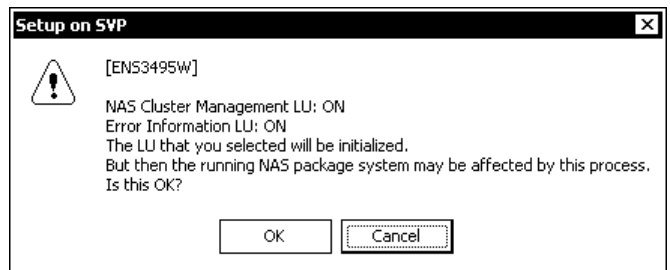 Setup on SVP
[ENS3495W]
NAS Cluster Management LU: ON
Error Information LU: ON
The LU that you selected will be initialized.
But then the running NAS package system may be affected by this process.
Is this OK?
OK
Cancel